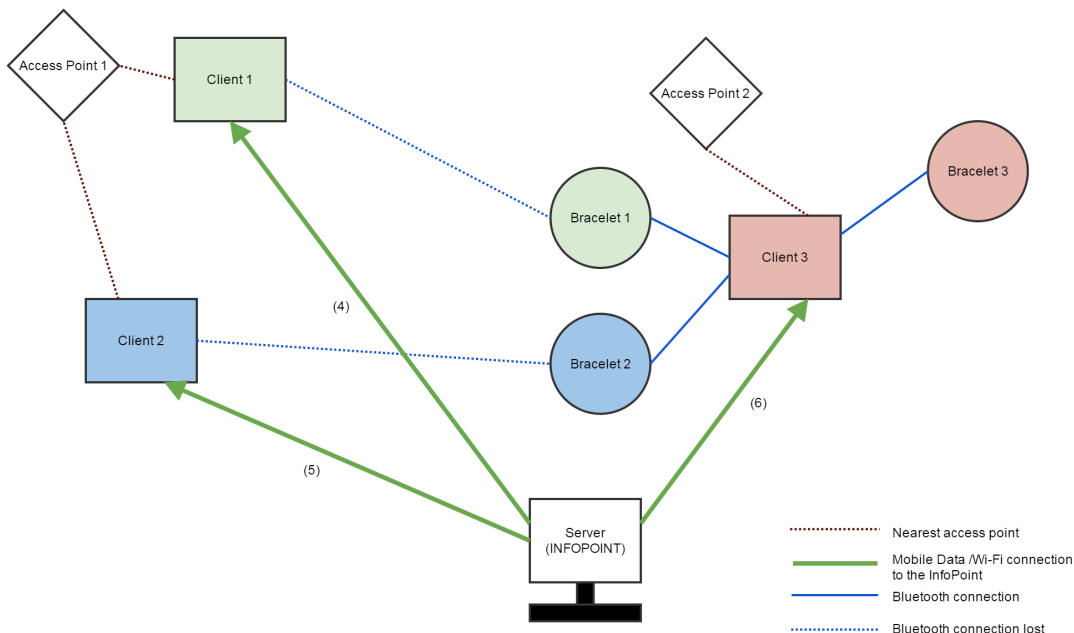 Access Point 1
Client 1
Access Point 2
Bracelet 3
Bracelet 1
Client 3
(4)
Client 2
Bracelet 2
(6)
(5)
Server
(INFOPOINT)
Nearest access point
Mobile Data /Wi-Fi connection
to the InfoPoint
Bluetooth connection
Bluetooth connection lost